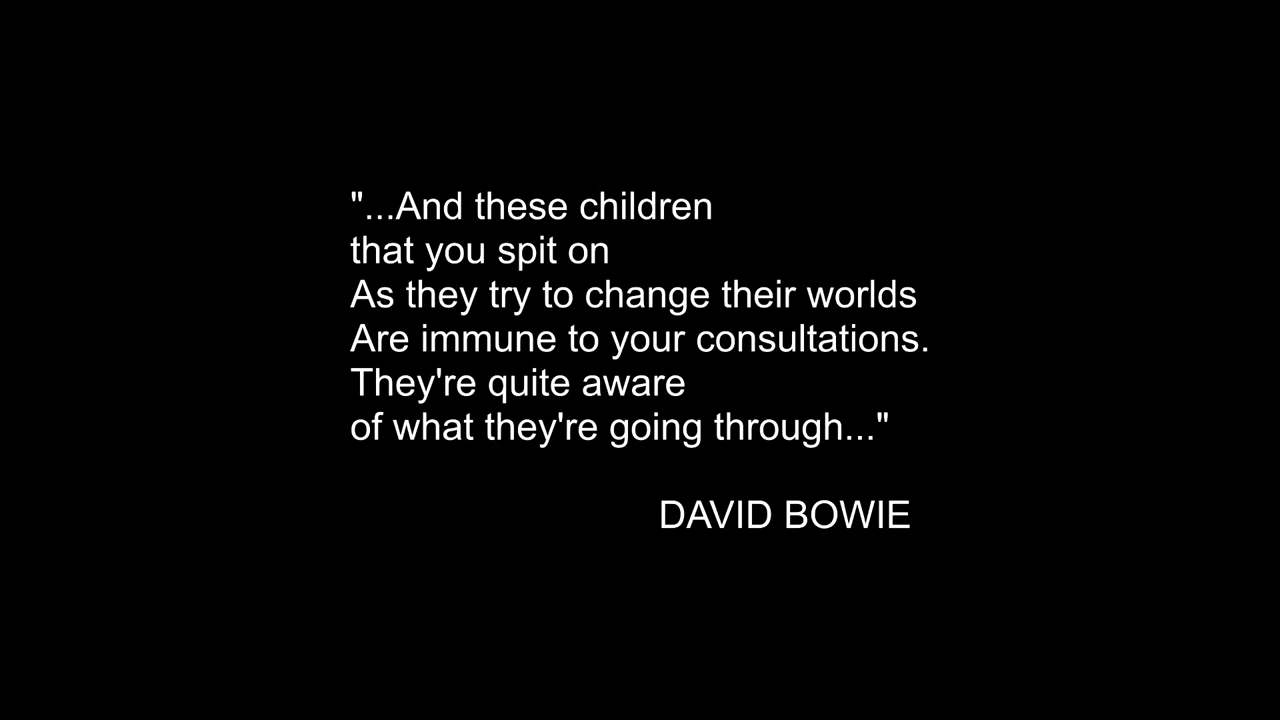 "...And these children
that you spit on
As they try to change their worlds
Are immune to your consultations.
They're quite aware
of what they're going through..."
DAVID BOWIE